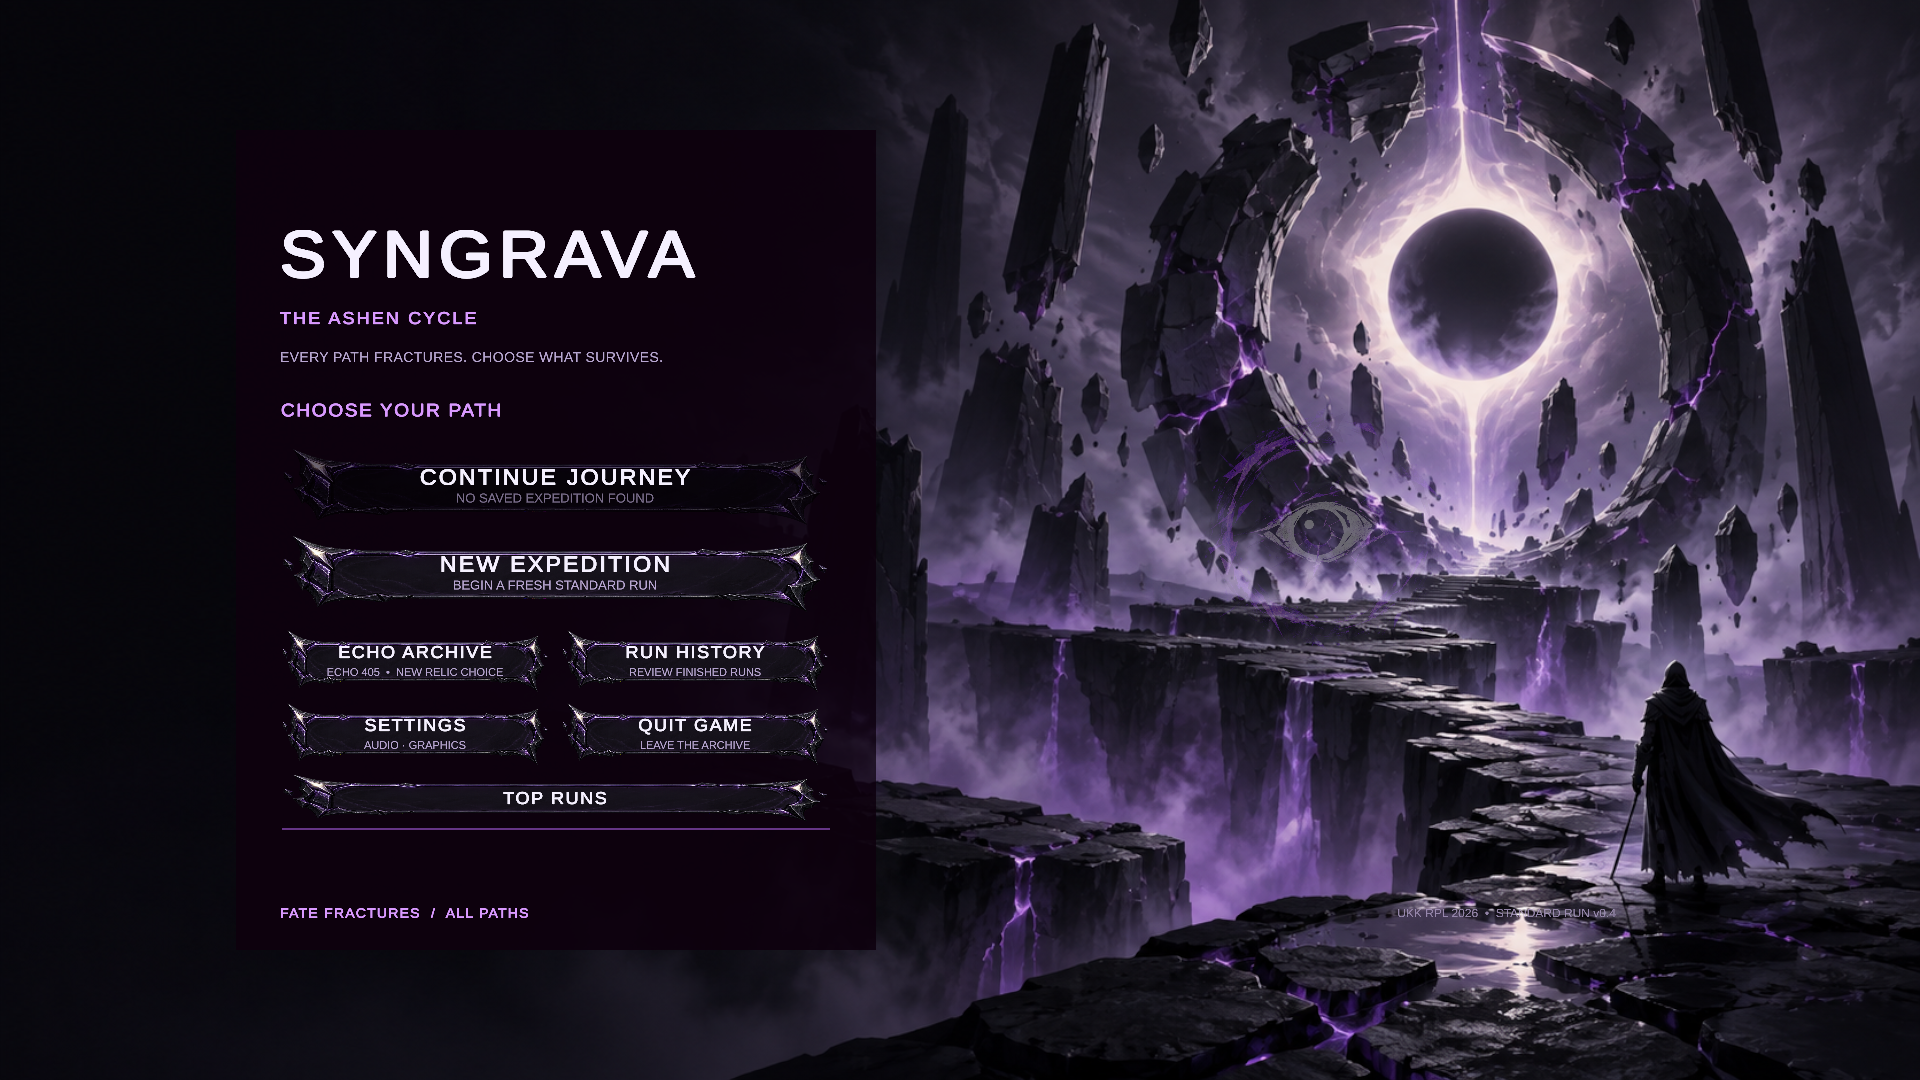 SYNGRAVA
THE ASHEN CYCLE
EVERY PATH FRACTURES. CHOOSE WHAT SURVIVES.
CHOOSE YOUR PATH
CONTINUE JOURNEY
NO SAVED EXPEDITION FOUND
NEW EXPEDITION
BEGIN A FRESH STANDARD RUN
ECHO ARCHIVE
ECHO 405 • NEW RELIC CHOICE
RUN HISTORY
REVIEW FINISHED RUNS
SETTINGS
AUDIO · GRAPHICS
QUIT GAME
LEAVE THE ARCHIVE
TOP RUNS
FATE FRACTURES / ALL PATHS
UKK RPL 2026 • STANDARD RUN v0.4